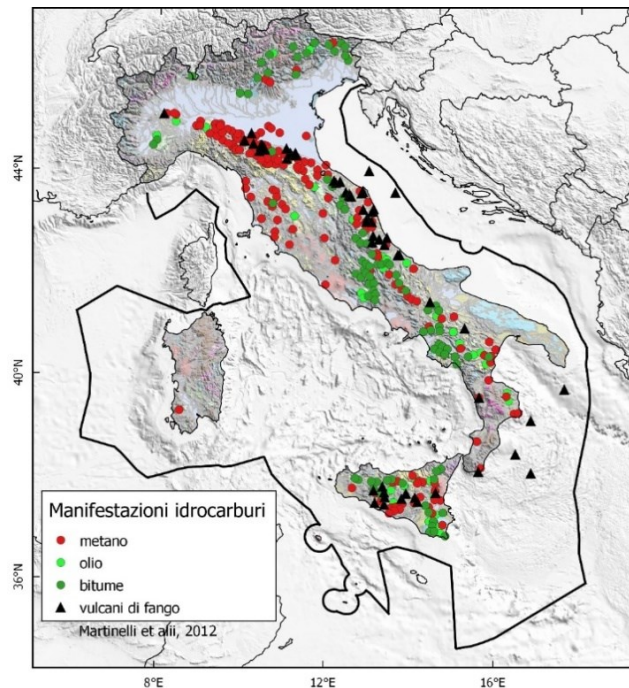 44°N
40°N
36°N
Manifestazioni idrocarburi
metano
olio
bitume
vulcani di fango
Martinelli et alii, 2012
8°E
12°E
16°E